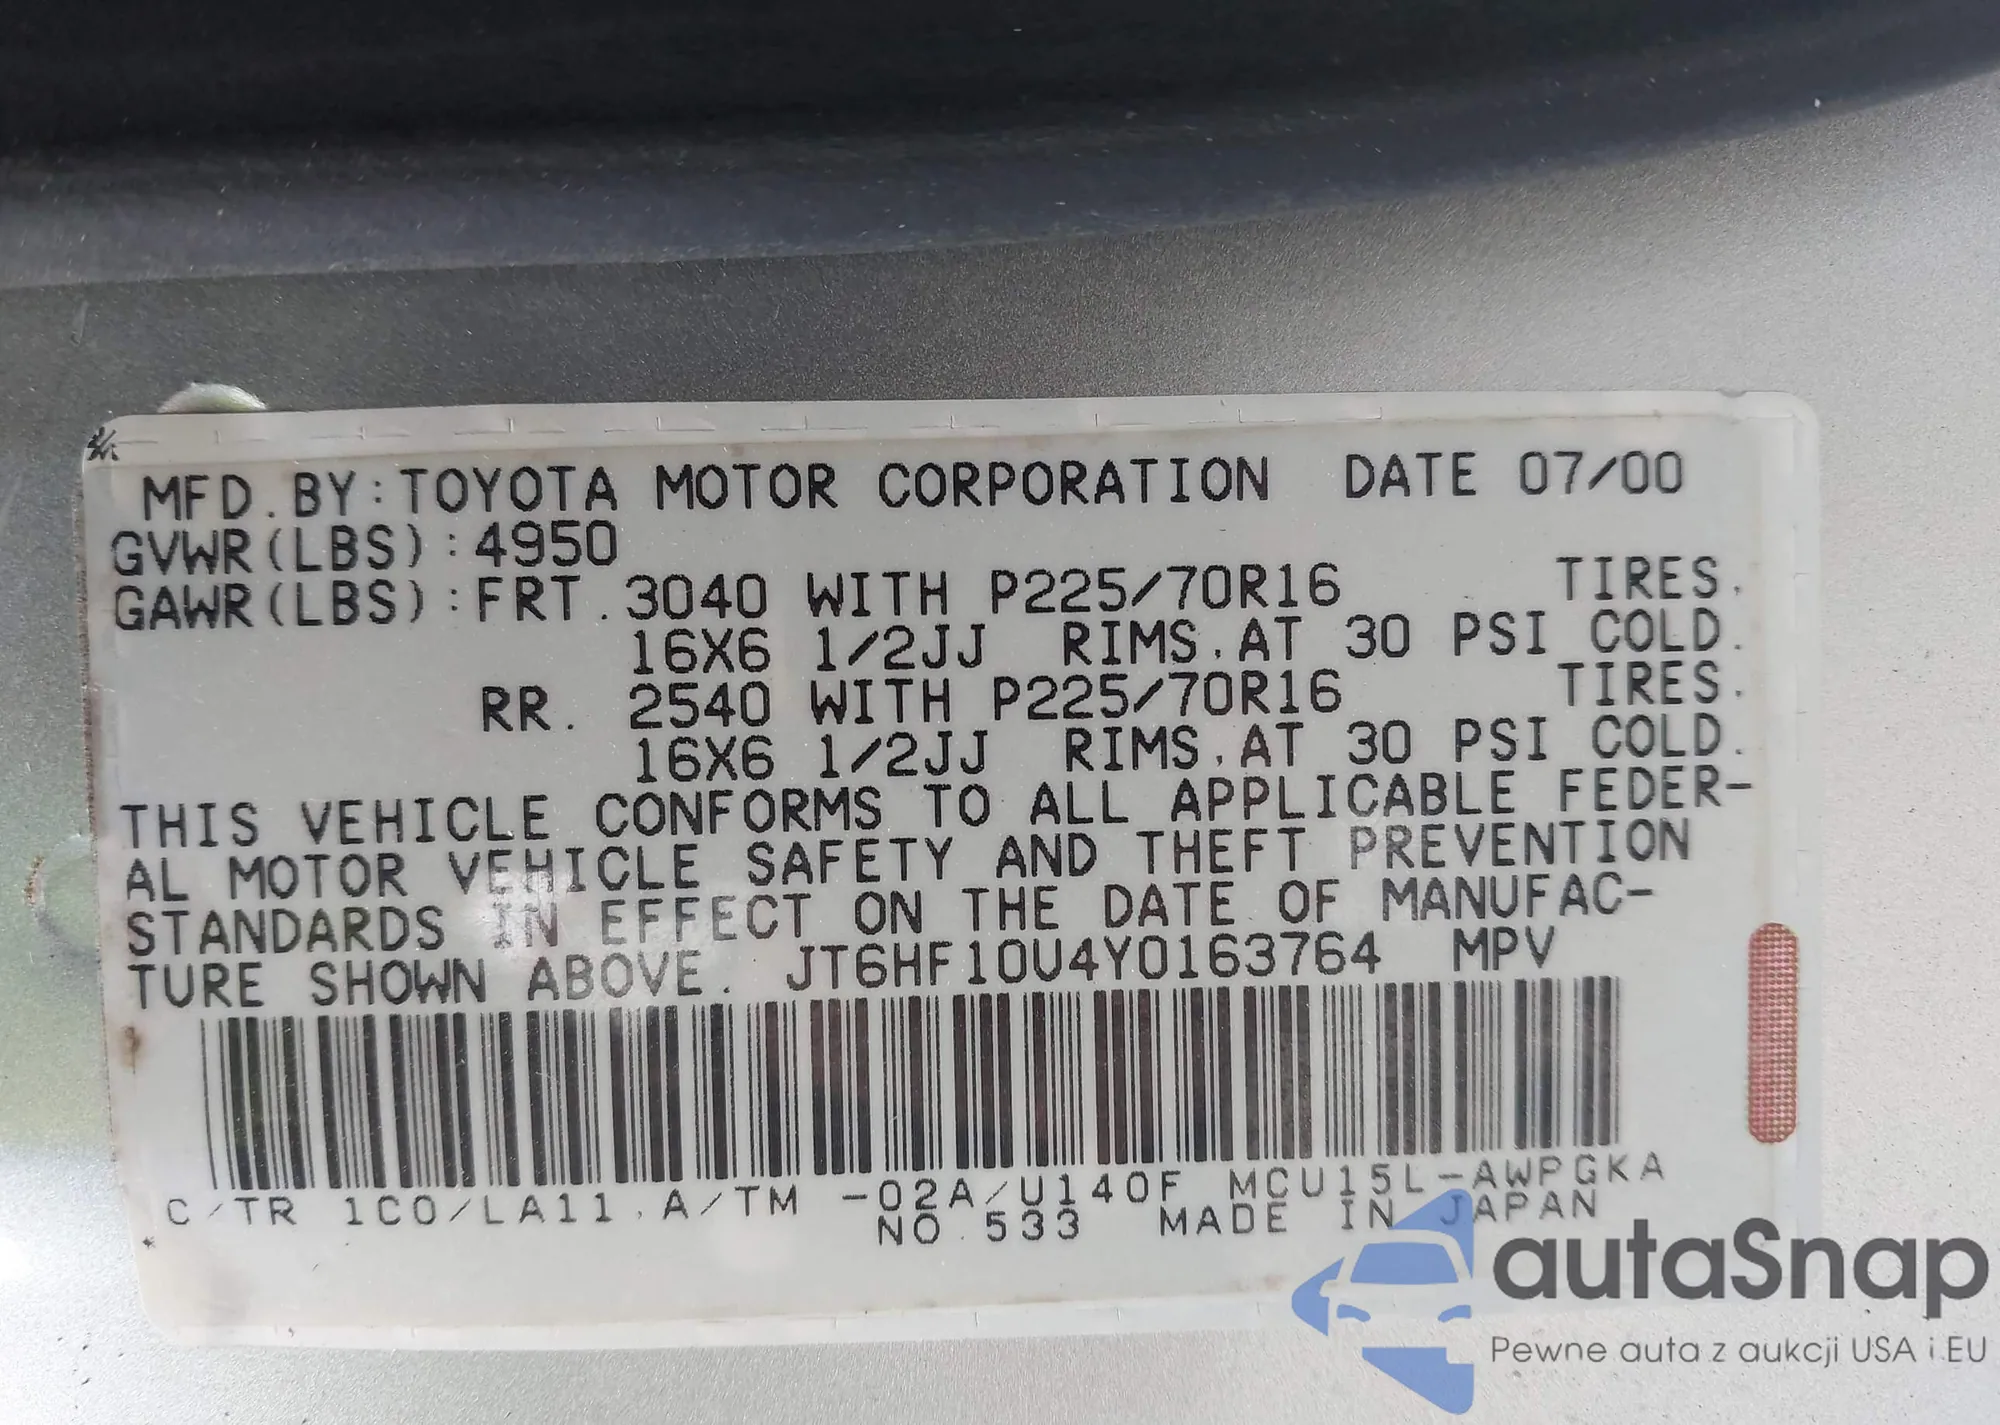 MFD.BY:TOYOTA MOTOR CORPORATION DATE 07/00
GVWR(LBS):4950
GAWR(LBS):FRT.3040 WITH P225/70R16 TIRES.
16X6 1/2JJ RIMS.AT 30 PSI COLD.
RR. 2540 WITH P225/70R16 TIRES.
16X6 1/2JJ RIMS.AT 30 PSI COLD.
THIS VEHICLE CONFORMS TO ALL APPLICABLE FEDER-
AL MOTOR VEHICLE SAFETY AND THEFT PREVENTION
STANDARDS IN EFFECT ON THE DATE OF MANUFAC-
TURE SHOWN ABOVE. JT6HF10U4Y0163764 MPV
C/TR 1C0/LA11.A/TM -02A/U140F MCU15L-AWPGKA
NO.533 MADE IN JAPAN
autaSnap
Pewne auta z aukcji USA i EU